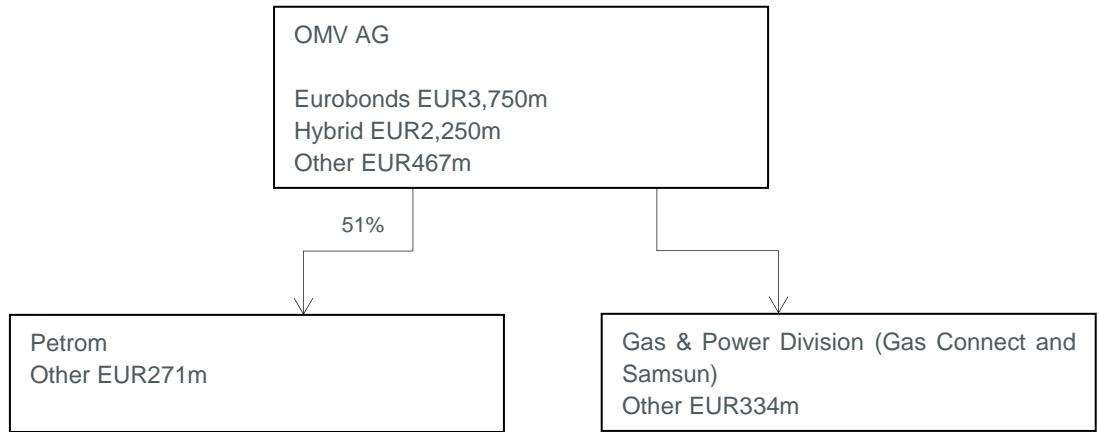 OMV AG
Eurobonds EUR3,750m
Hybrid EUR2,250m
Other EUR467m
51%
Petrom
Other EUR271m
Gas & Power Division (Gas Connect and
Samsun)
Other EUR334m